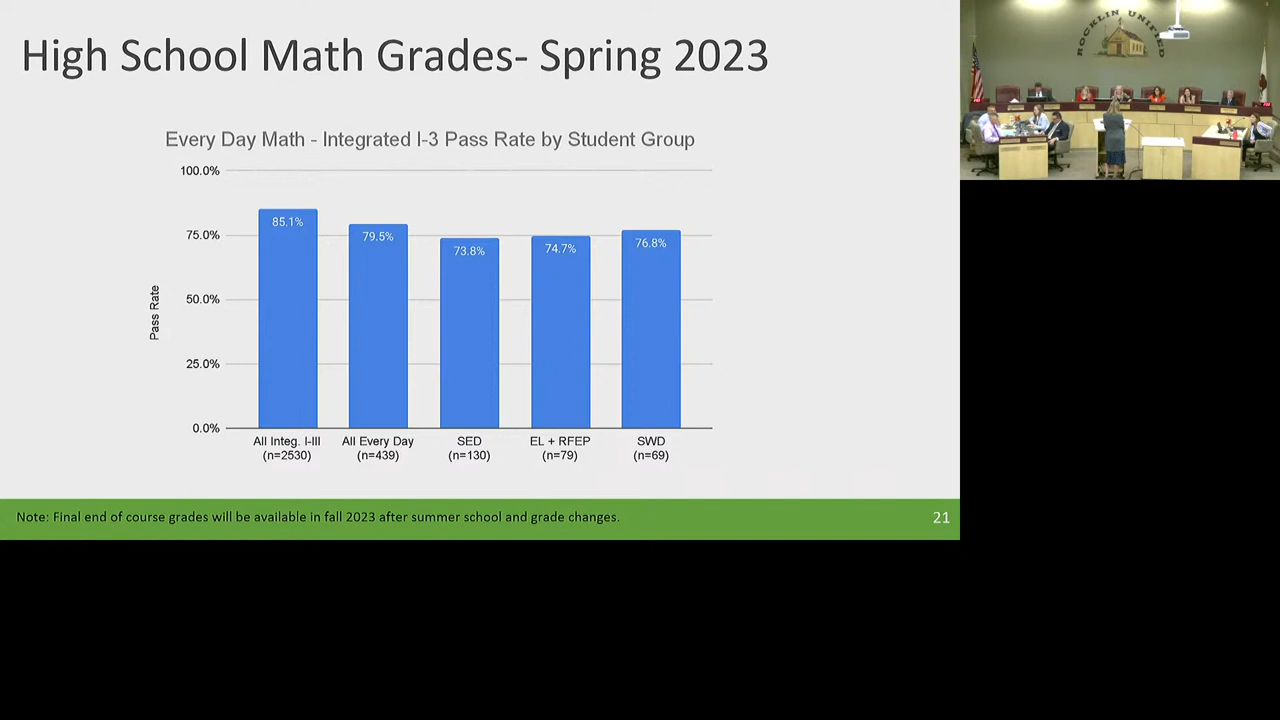 High School Math Grades- Spring 2023
ROCKLIN UNIFIED
Every Day Math - Integrated I-3 Pass Rate by Student Group
100.0%
75.0%
50.0%
25.0%
0.0%
Pass Rate
85.1%
79.5%
73.8%
74.7%
76.8%
All Integ. I-III
(n=2530)
All Every Day
(n=439)
SED
(n=130)
EL + RFEP
(n=79)
SWD
(n=69)
Note: Final end of course grades will be available in fall 2023 after summer school and grade changes.
21